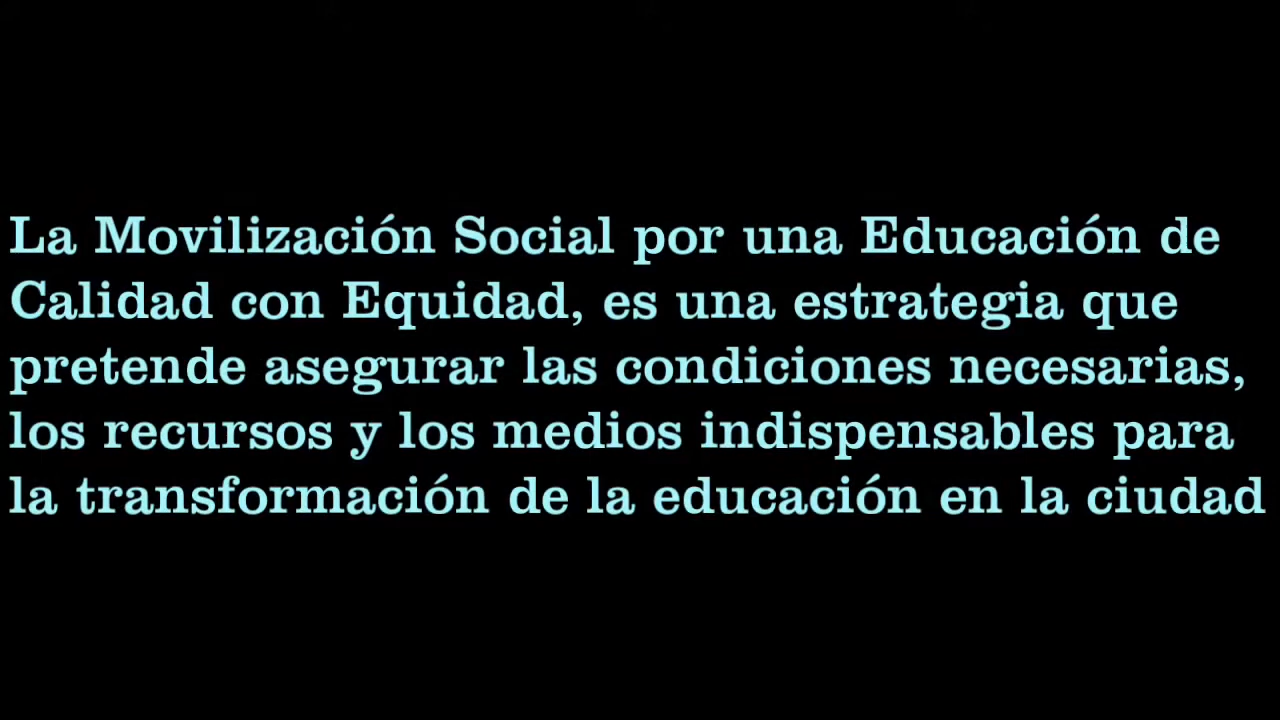 La Movilización Social por una Educación de
Calidad con Equidad, es una estrategia que
pretende asegurar las condiciones necesarias,
los recursos y los medios indispensables para
la transformación de la educación en la ciudad